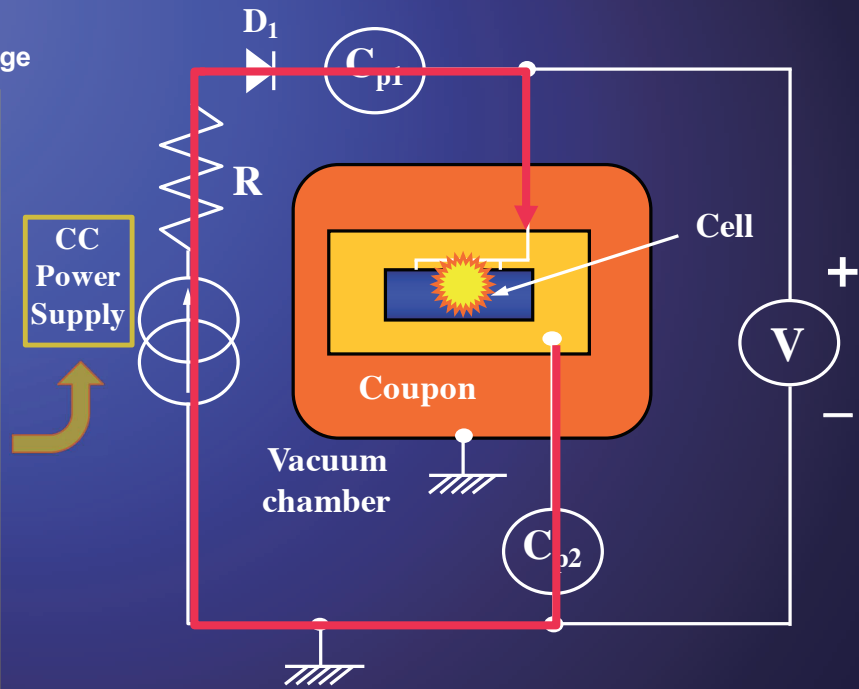 D1
ge
Cp1
R
CC
Power
Supply
Cell
+
V
Coupon
–
Vacuum
chamber
Cp2